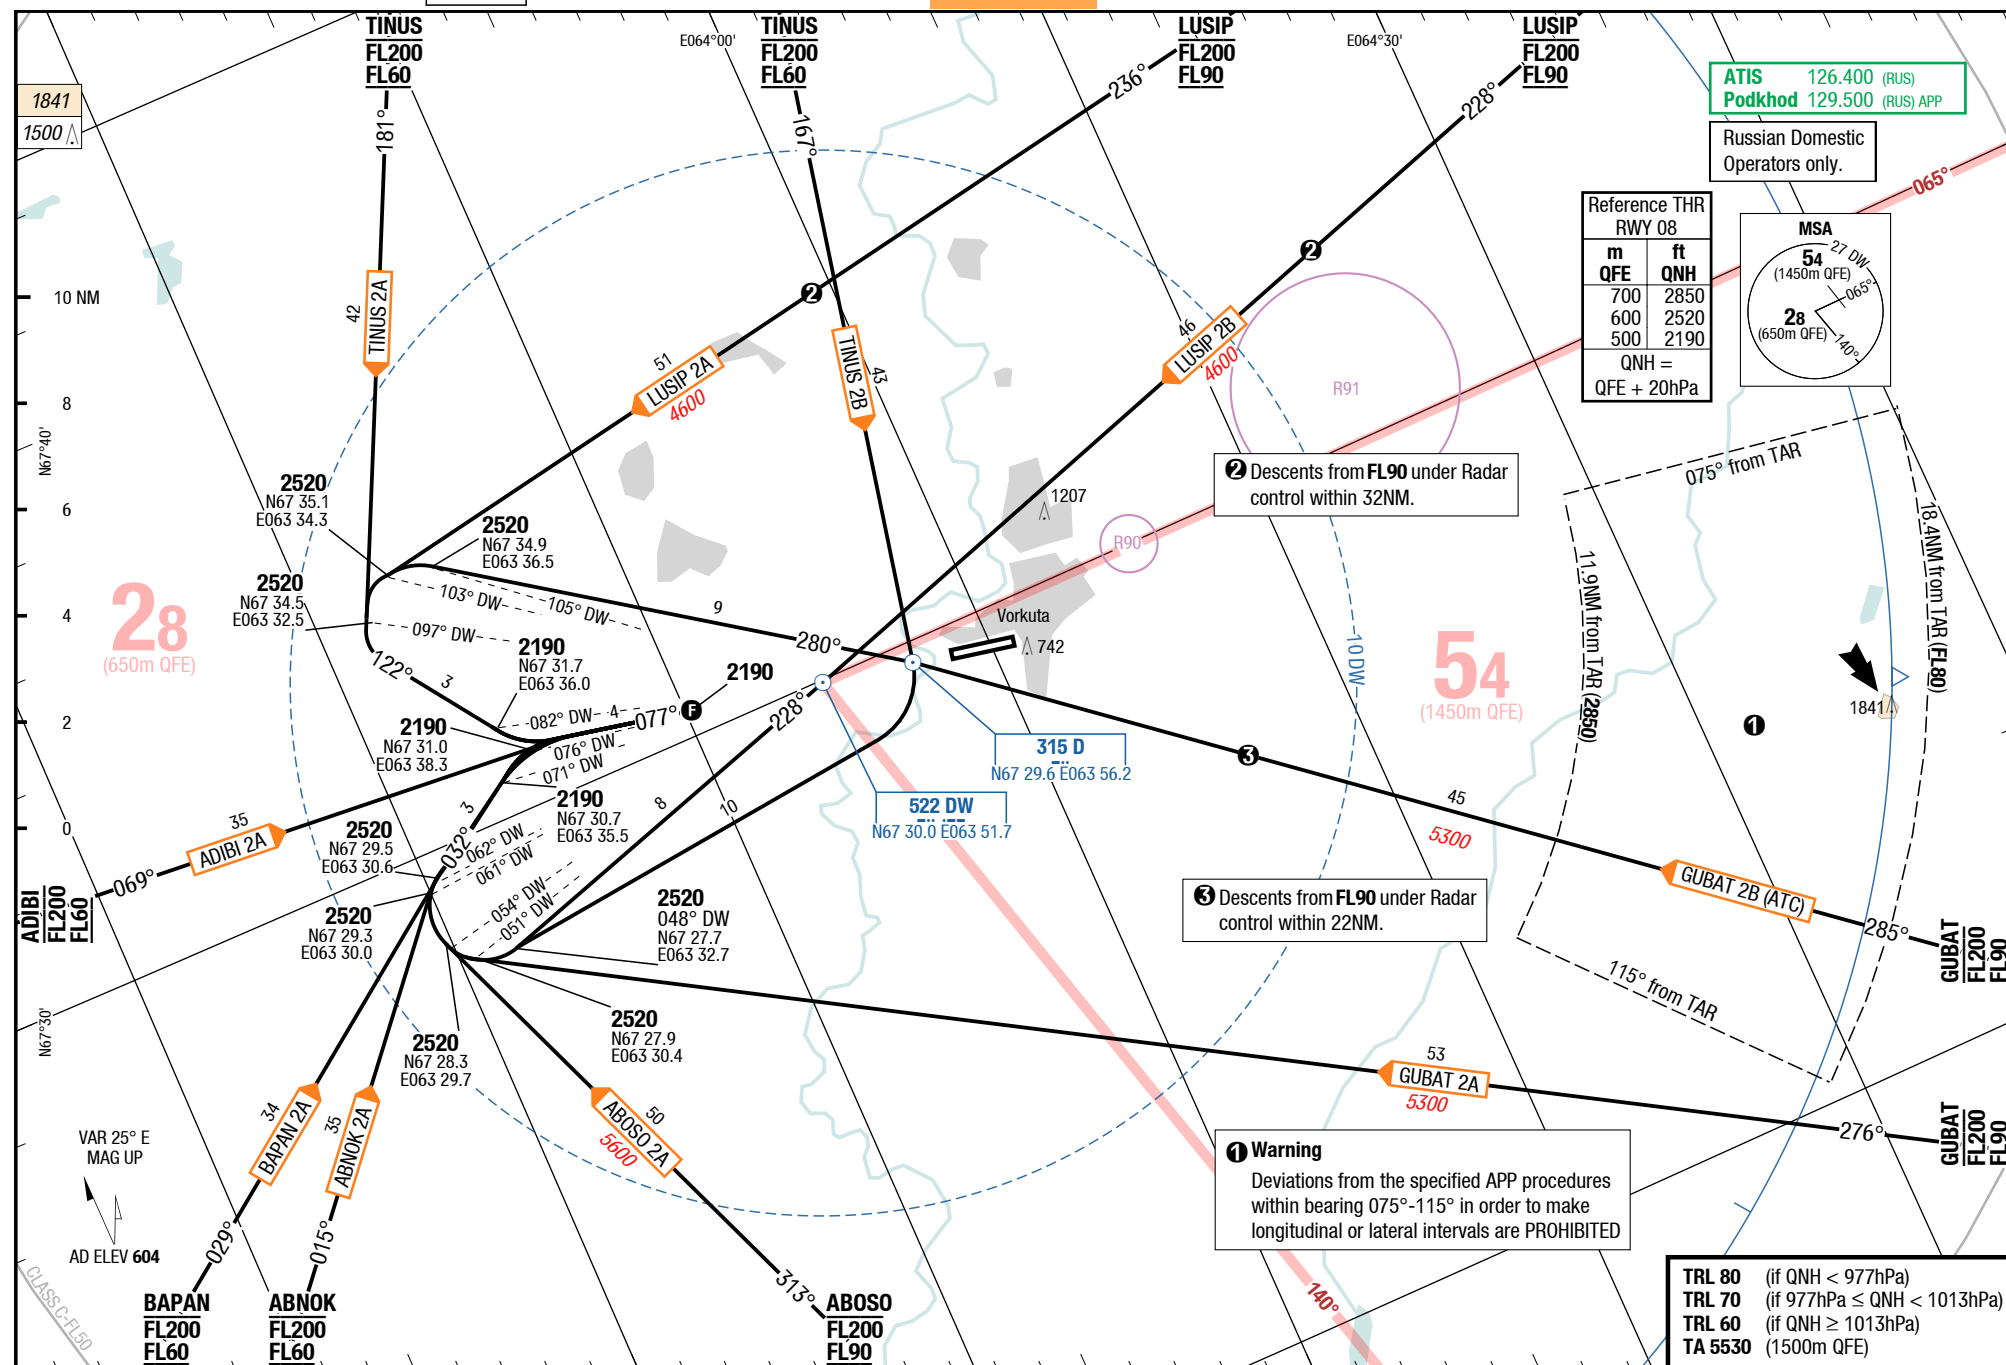 TINUS
FL200
FL60
TINUS
FL200
FL60
E064°00'
LUSIP
FL200
FL90
E064°30'
LUSIP
FL200
FL90
ATIS 126.400 (RUS)
Podkhod 129.500 (RUS) APP
Russian Domestic
Operators only.
1841
1500
181°
167°
236°
228°
065°
Reference THR
RWY 08
m ft
QFE QNH
700 2850
600 2520
500 2190
QNH =
QFE + 20hPa
MSA
27 DW
54
(1450m QFE)
065°
28
(650m QFE)
140°
10 NM
8
6
4
2
0
N67°40'
N67°30'
42
TINUS 2A
2
2
51
LUSIP 2A
4600
TINUS 2B
43
46
LUSIP 2B
4600
R91
R90
2 Descents from FL90 under Radar
control within 32NM.
075° from TAR
11.9NM from TAR (2850)
18.4NM from TAR (FL80)
115° from TAR
1207
Vorkuta
742
1841
1
2520
N67 35.1
E063 34.3
2520
N67 34.9
E063 36.5
2520
N67 34.5
E063 32.5
103° DW
105° DW
097° DW
9
280°
28
(650m QFE)
54
(1450m QFE)
10 DW
122°
3
2190
N67 31.7
E063 36.0
2190
082° DW
4
077°
F
228°
2190
N67 31.0
E063 38.3
076° DW
071° DW
2190
N67 30.7
E063 35.5
315 D
N67 29.6 E063 56.2
522 DW
N67 30.0 E063 51.7
3
45
5300
GUBAT 2B (ATC)
285°
GUBAT
FL200
FL90
35
ADIBI 2A
069°
ADIBI
FL200
FL60
3
032°
8
10
2520
N67 29.5
E063 30.6
062° DW
061° DW
054° DW
051° DW
2520
N67 29.3
E063 30.0
2520
048° DW
N67 27.7
E063 32.7
3 Descents from FL90 under Radar
control within 22NM.
2520
N67 28.3
E063 29.7
2520
N67 27.9
E063 30.4
53
GUBAT 2A
5300
276°
GUBAT
FL200
FL90
34
BAPAN 2A
029°
35
ABNOK 2A
015°
50
ABOSO 2A
5600
313°
1 Warning
Deviations from the specified APP procedures
within bearing 075°-115° in order to make
longitudinal or lateral intervals are PROHIBITED
VAR 25° E
MAG UP
AD ELEV 604
CLASS C-FL50
BAPAN
FL200
FL60
ABNOK
FL200
FL60
ABOSO
FL200
FL90
140°
TRL 80 (if QNH < 977hPa)
TRL 70 (if 977hPa ≤ QNH < 1013hPa)
TRL 60 (if QNH ≥ 1013hPa)
TA 5530 (1500m QFE)